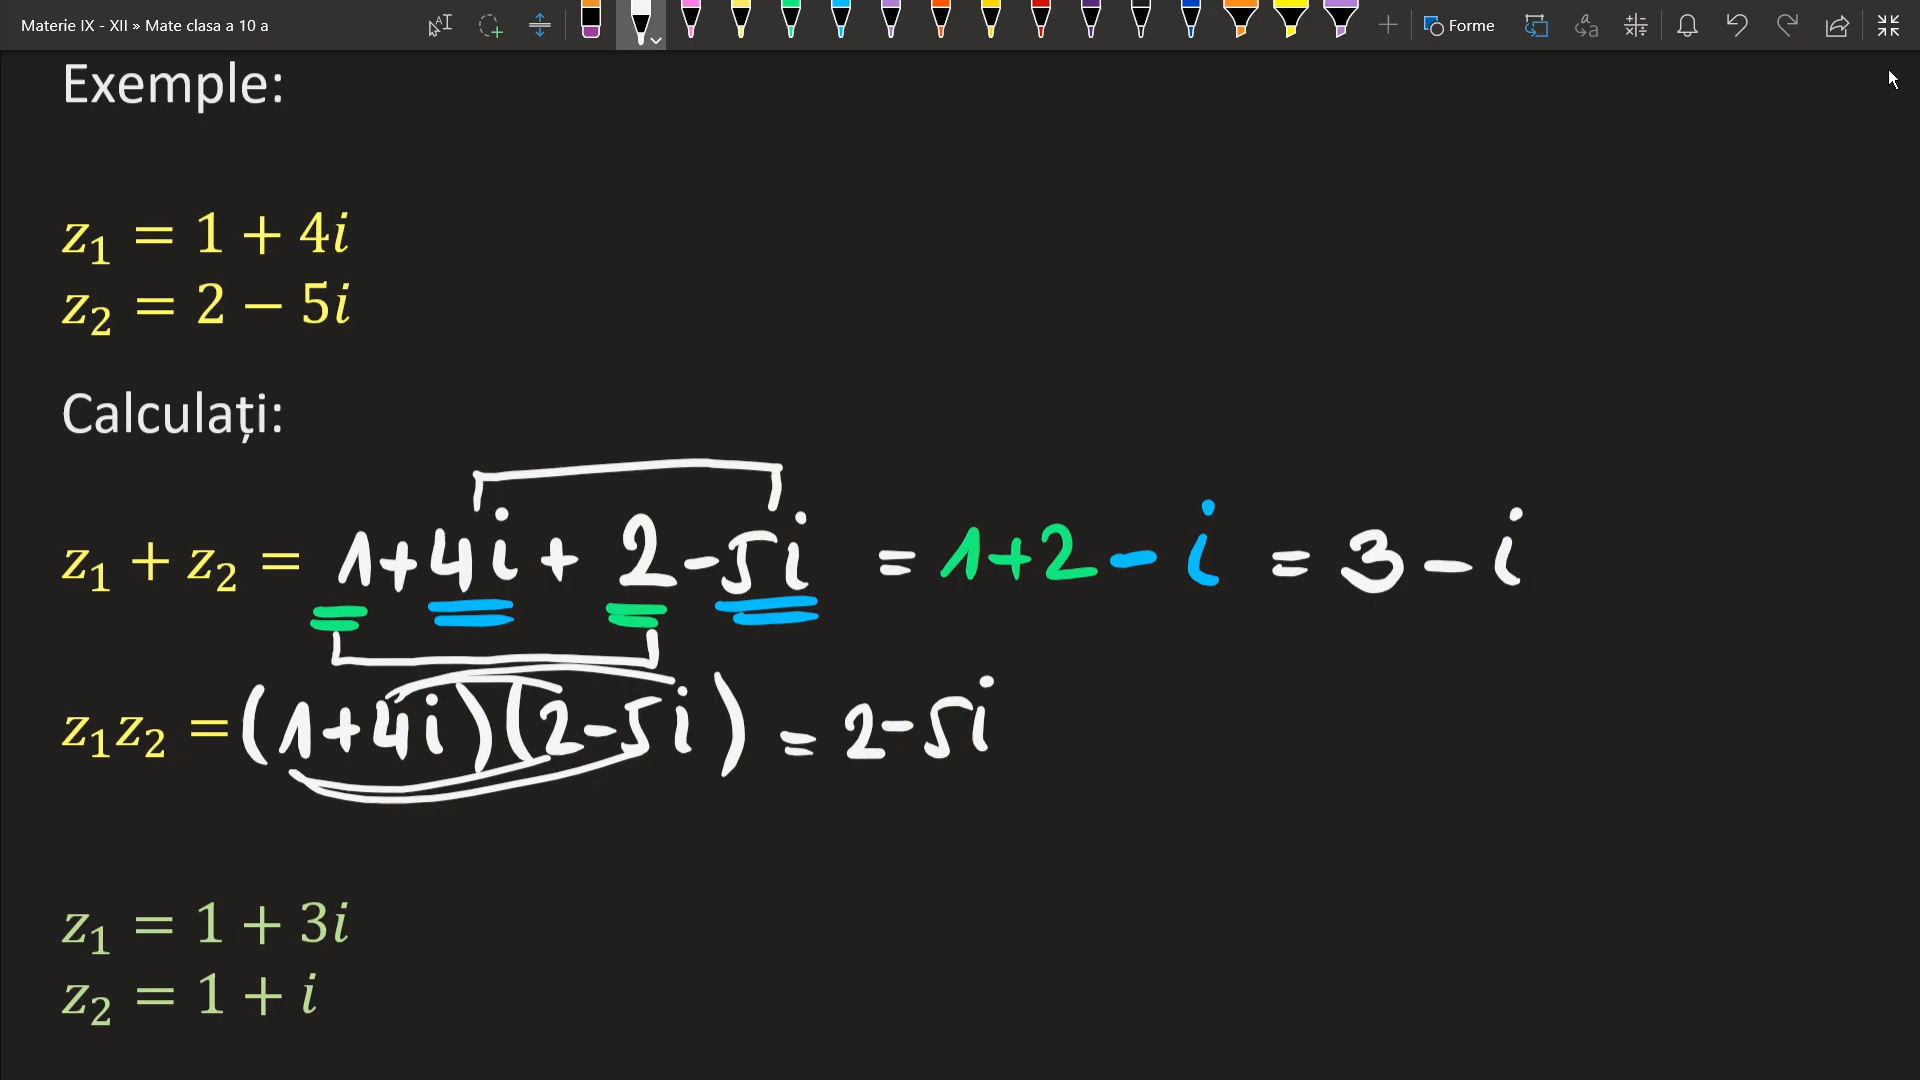 Materie IX - XII » Mate clasa a 10 a
Forme
Exemple:
z₁ = 1 + 4i
z₂ = 2 − 5i
Calculați:
z₁ + z₂ = 1 + 4i + 2 − 5i = 1 + 2 − i = 3 − i
z₁z₂ = (1 + 4i)(2 − 5i) = 2 − 5i
z₁ = 1 + 3i
z₂ = 1 + i